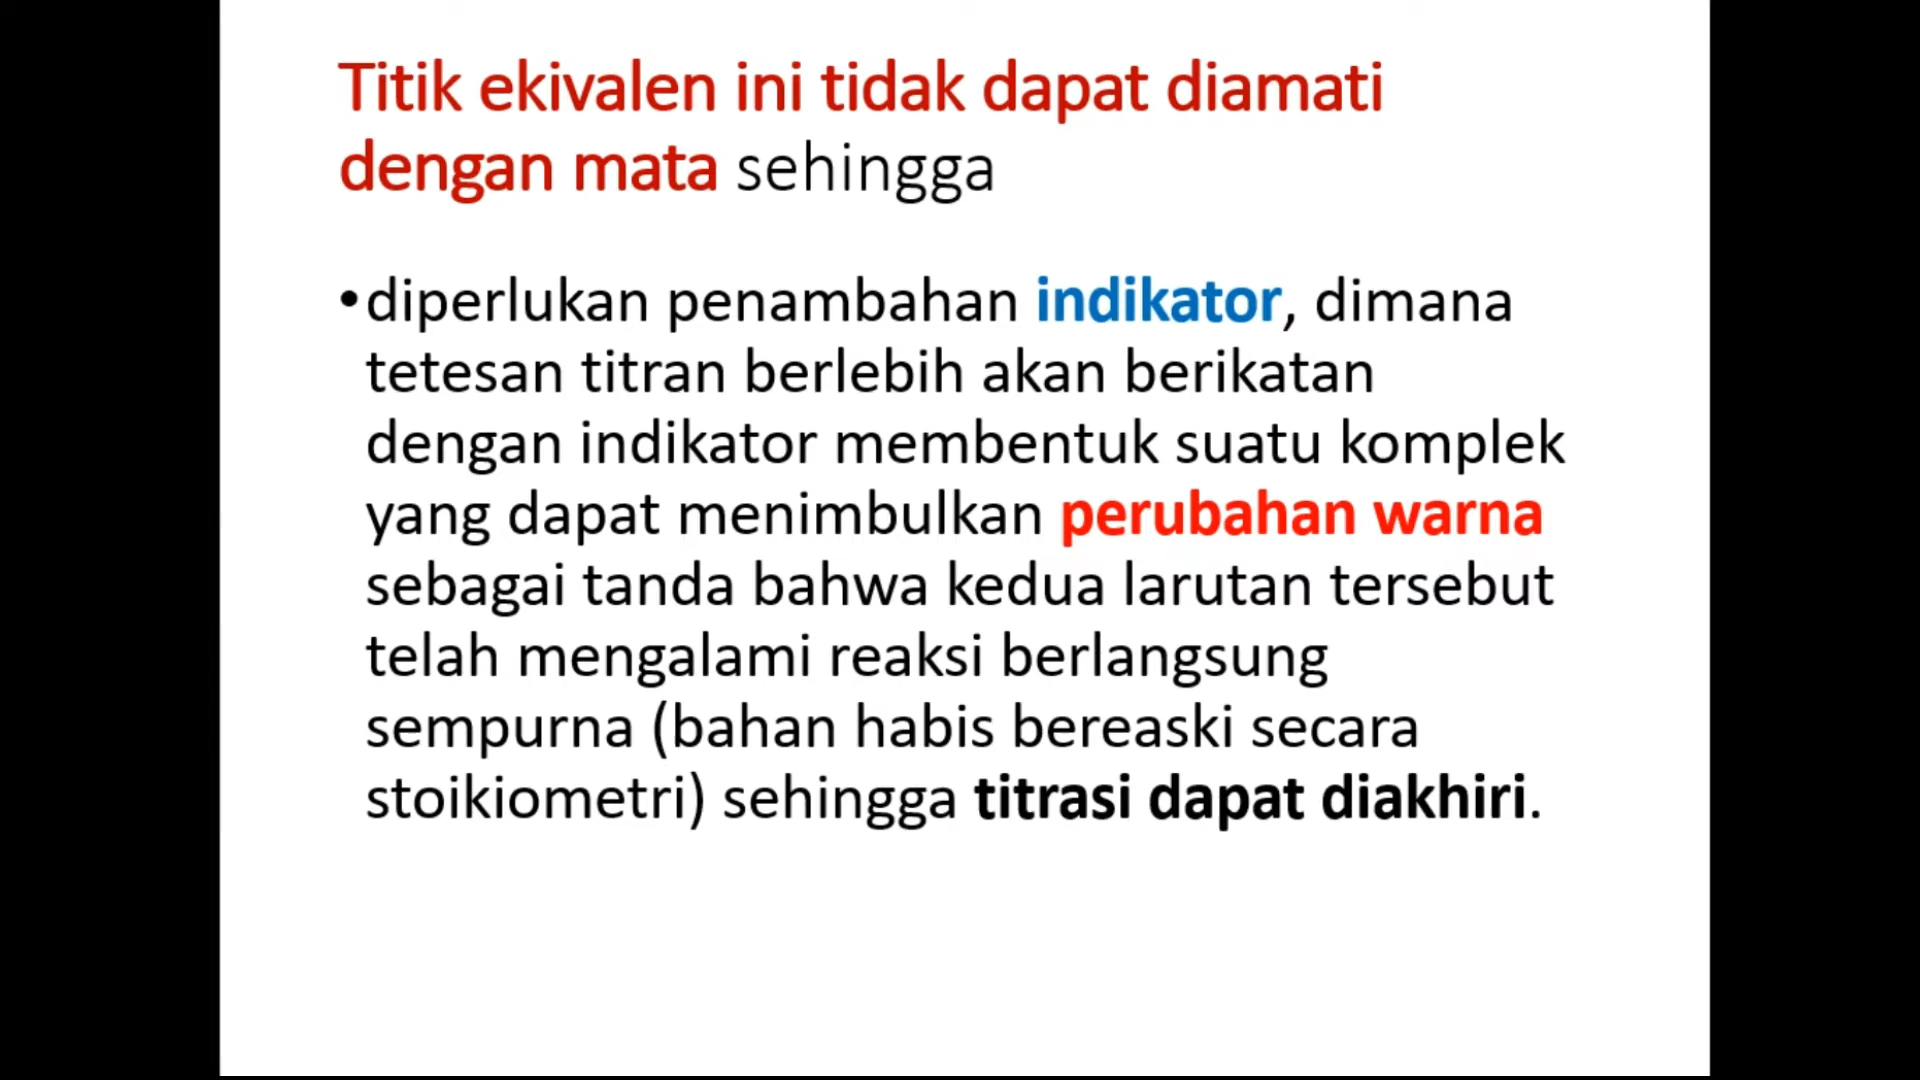 Titik ekivalen ini tidak dapat diamati
dengan mata sehingga
•diperlukan penambahan indikator, dimana
tetesan titran berlebih akan berikatan
dengan indikator membentuk suatu komplek
yang dapat menimbulkan perubahan warna
sebagai tanda bahwa kedua larutan tersebut
telah mengalami reaksi berlangsung
sempurna (bahan habis bereaski secara
stoikiometri) sehingga titrasi dapat diakhiri.